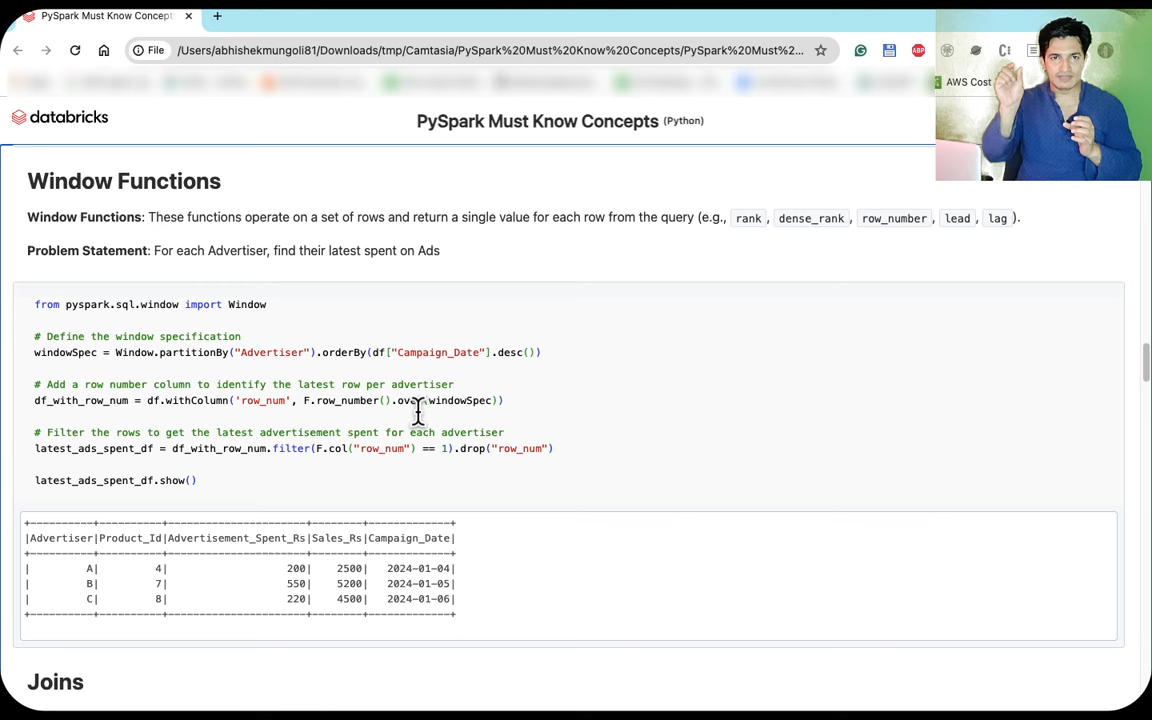 PySpark Must Know Concept
File
/Users/abhishekmungoli81/Downloads/tmp/Camtasia/PySpark%20Must%20Know%20Concepts/PySpark%20Must%2...
ABP
AWS Cost
databricks
PySpark Must Know Concepts (Python)
Window Functions
Window Functions: These functions operate on a set of rows and return a single value for each row from the query (e.g., rank, dense_rank, row_number, lead, lag ).
Problem Statement: For each Advertiser, find their latest spent on Ads
from pyspark.sql.window import Window
# Define the window specification
windowSpec = Window.partitionBy("Advertiser").orderBy(df["Campaign_Date"].desc())
# Add a row number column to identify the latest row per advertiser
df_with_row_num = df.withColumn('row_num', F.row_number().over(windowSpec))
# Filter the rows to get the latest advertisement spent for each advertiser
latest_ads_spent_df = df_with_row_num.filter(F.col("row_num") == 1).drop("row_num")
latest_ads_spent_df.show()
+----------+----------+----------------------+--------+-------------+
|Advertiser|Product_Id|Advertisement_Spent_Rs|Sales_Rs|Campaign_Date|
+----------+----------+----------------------+--------+-------------+
|         A|         4|                   200|    2500|   2024-01-04|
|         B|         7|                   550|    5200|   2024-01-05|
|         C|         8|                   220|    4500|   2024-01-06|
+----------+----------+----------------------+--------+-------------+
Joins